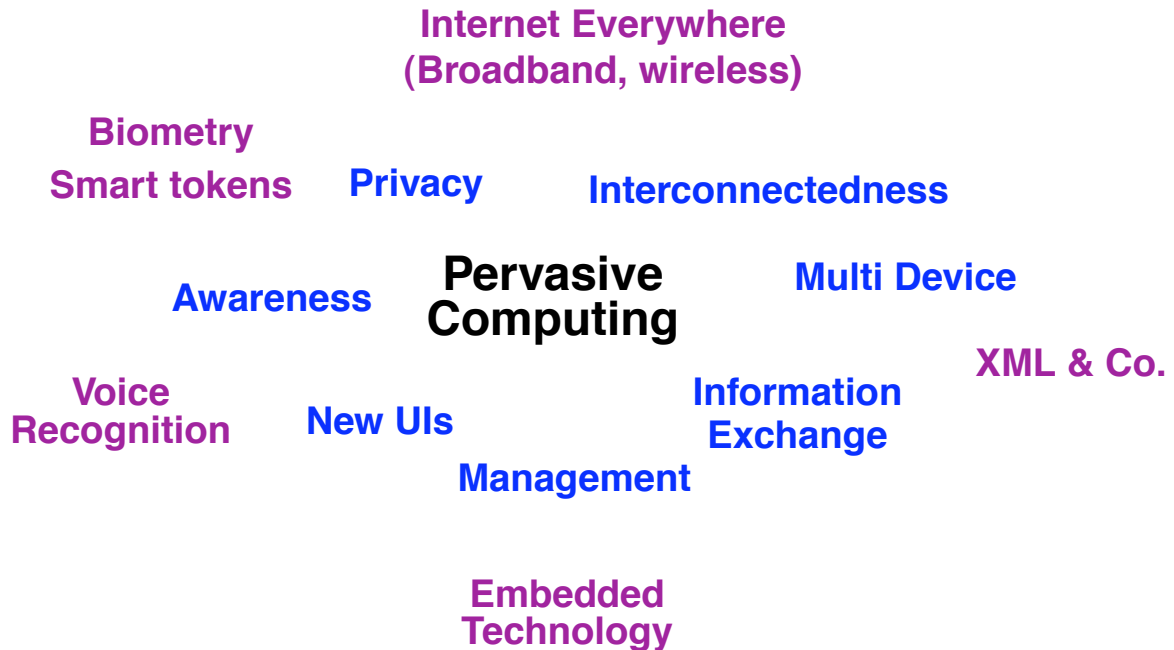 Internet Everywhere
(Broadband, wireless)
Biometry
Smart tokens
Privacy
Interconnectedness
Awareness
Pervasive
Computing
Multi Device
XML & Co.
Voice
Recognition
New UIs
Information
Exchange
Management
Embedded
Technology